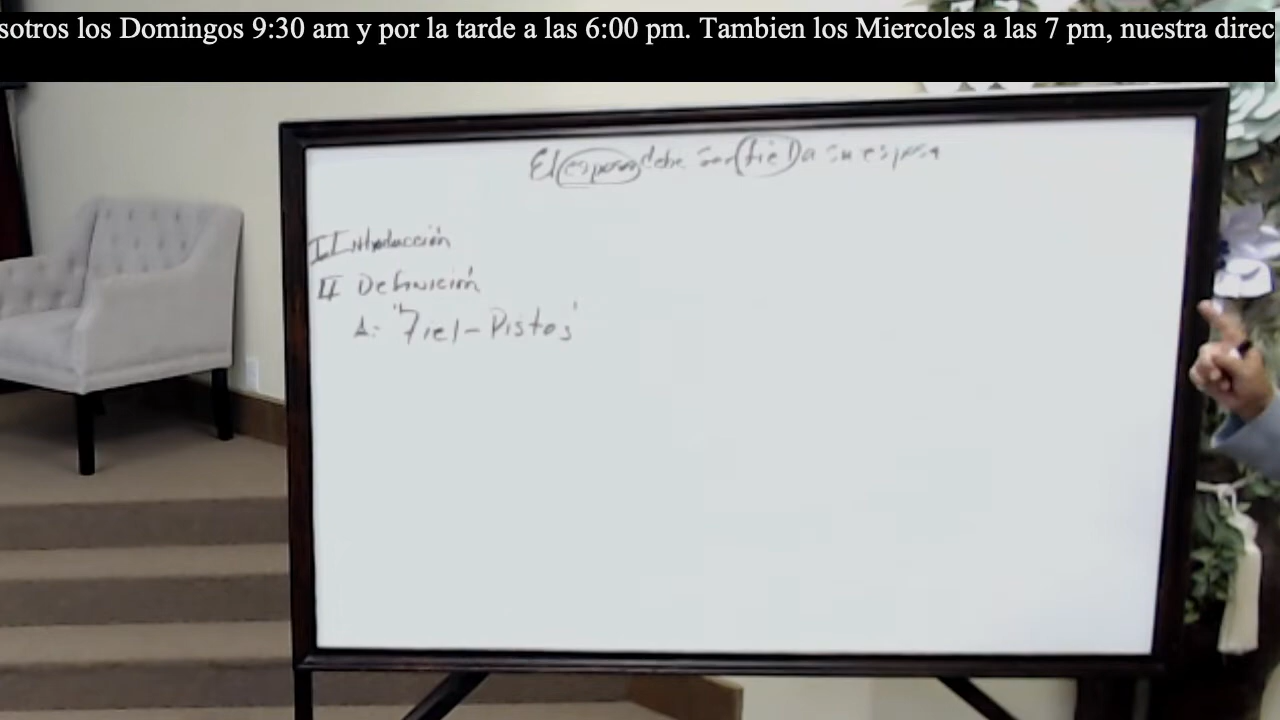 sotros los Domingos 9:30 am y por la tarde a las 6:00 pm. Tambien los Miercoles a las 7 pm, nuestra direc
El esposo debe ser fiel a su esposa
I Introducción
II Definición
A: "Fiel - Pistos"